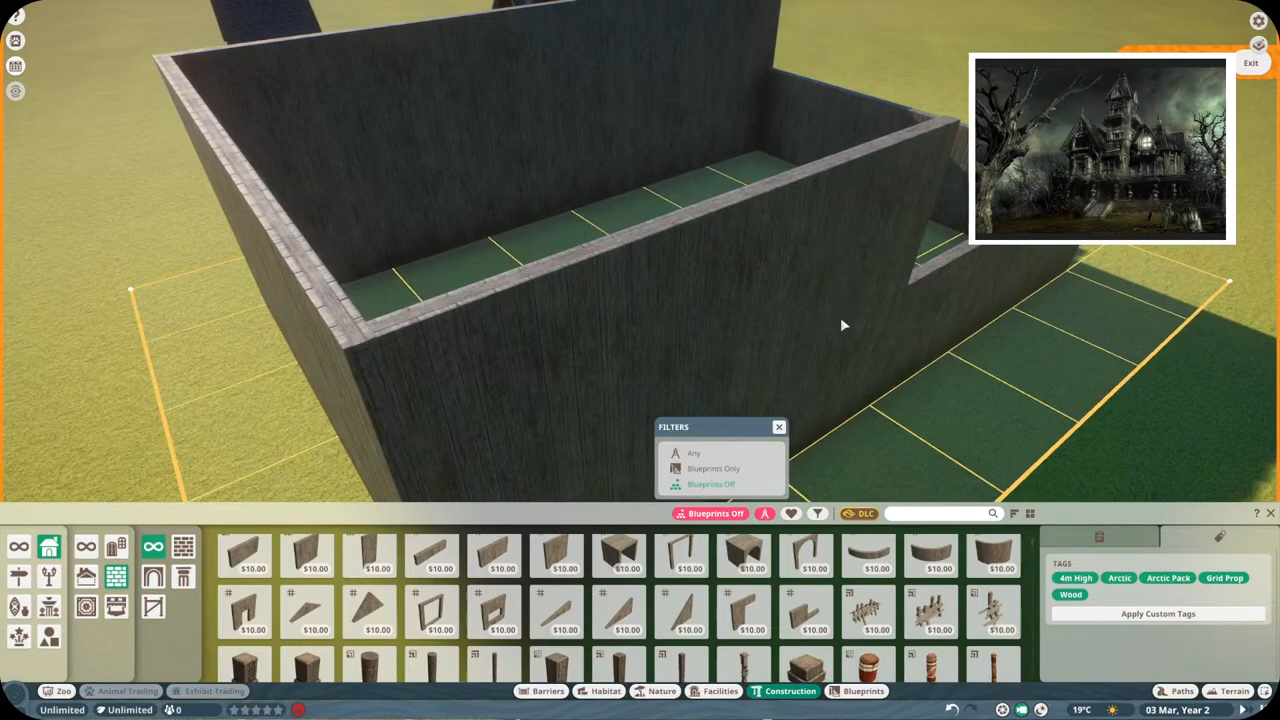 ?
Exit
FILTERS
Any
Blueprints Only
Blueprints Off
Blueprints Off
DLC
?
$10.00 $10.00 $10.00 $10.00 $10.00 $10.00 $10.00 $10.00 $10.00 $10.00 $10.00 $10.00 $10.00
$10.00 $10.00 $10.00 $10.00 $10.00 $10.00 $10.00 $10.00 $10.00 $10.00 $10.00 $10.00 $10.00
TAGS
4m High Arctic Arctic Pack Grid Prop
Wood
Apply Custom Tags
Zoo Animal Trading Exhibit Trading Barriers Habitat Nature Facilities Construction Blueprints Paths Terrain
Unlimited Unlimited 0 19°C 03 Mar, Year 2